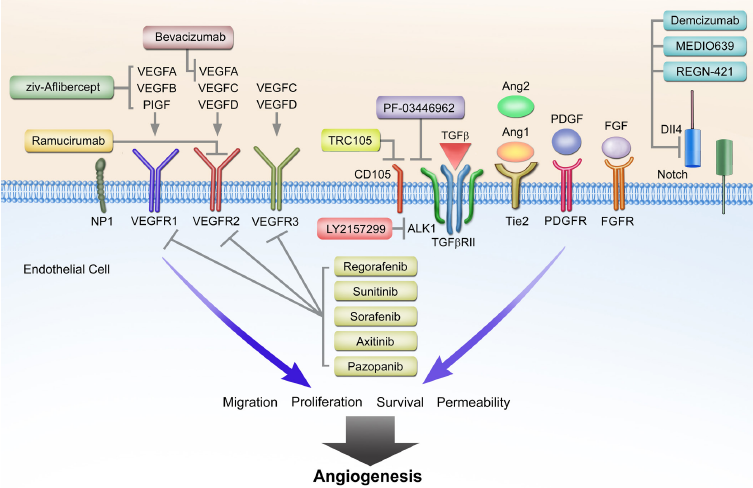 Demcizumab
MEDIO639
REGN-421
Bevacizumab
ziv-Aflibercept
VEGFA
VEGFB
PIGF
VEGFA
VEGFC
VEGFD
VEGFC
VEGFD
Ang2
PF-03446962
Ramucirumab
TRC105
TGFβ
Ang1
PDGF
FGF
Dll4
CD105
Notch
NP1
VEGFR1
VEGFR2
VEGFR3
LY2157299
ALK1
TGFβRII
Tie2
PDGFR
FGFR
Endothelial Cell
Regorafenib
Sunitinib
Sorafenib
Axitinib
Pazopanib
Migration Proliferation Survival Permeability
Angiogenesis